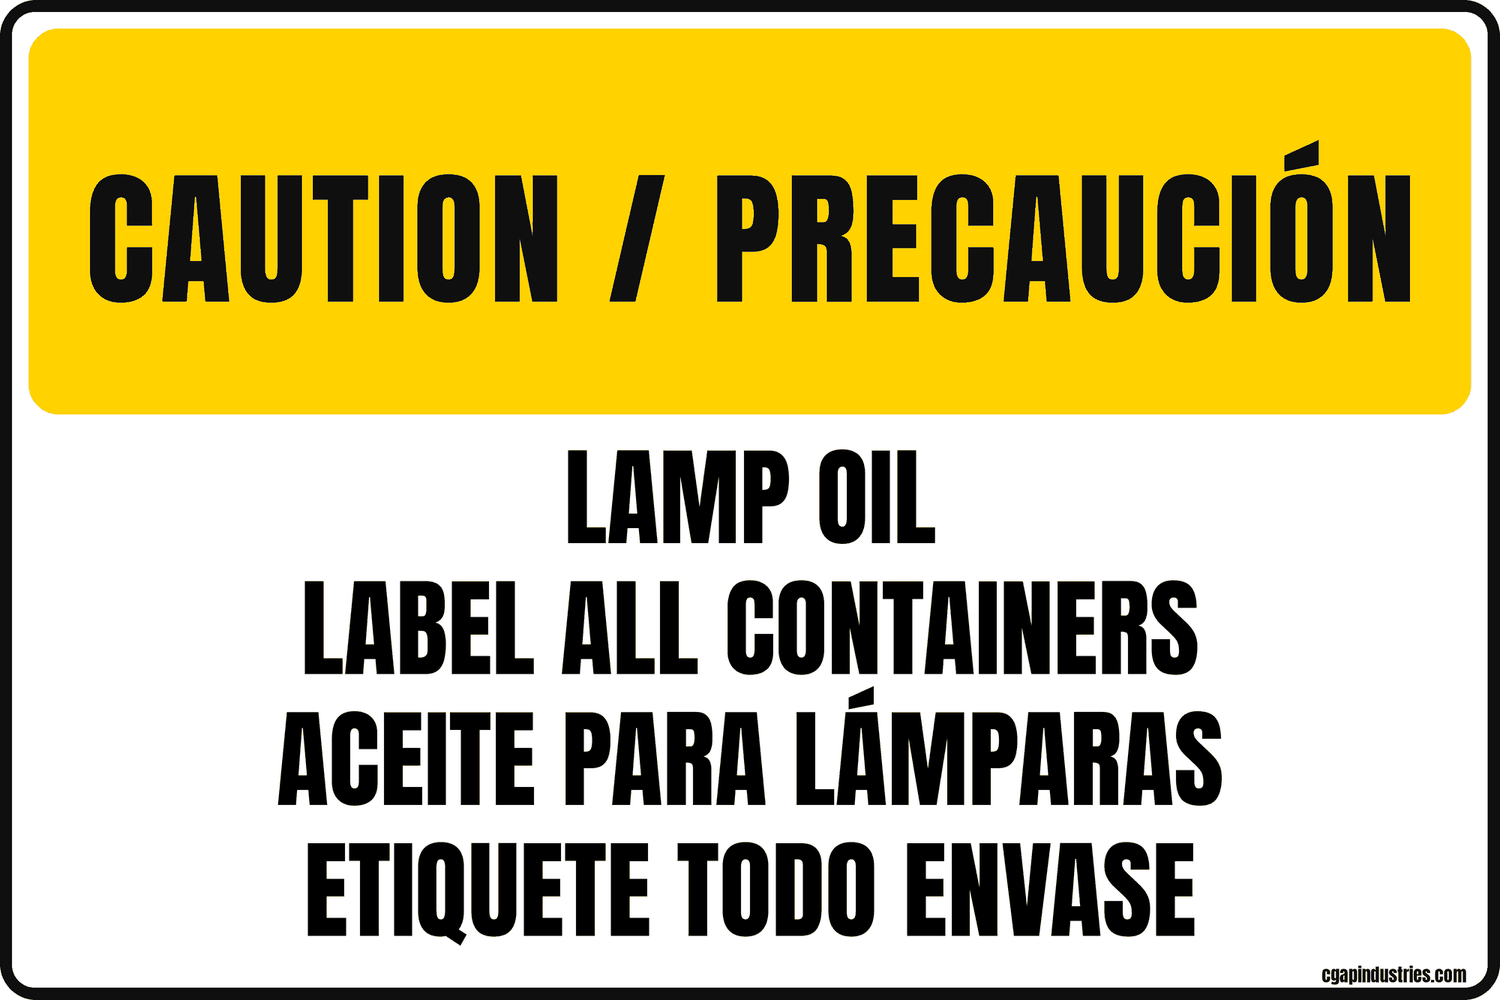 CAUTION / PRECAUCIÓN
LAMP OIL
LABEL ALL CONTAINERS
ACEITE PARA LÁMPARAS
ETIQUETE TODO ENVASE
cgapindustries.com